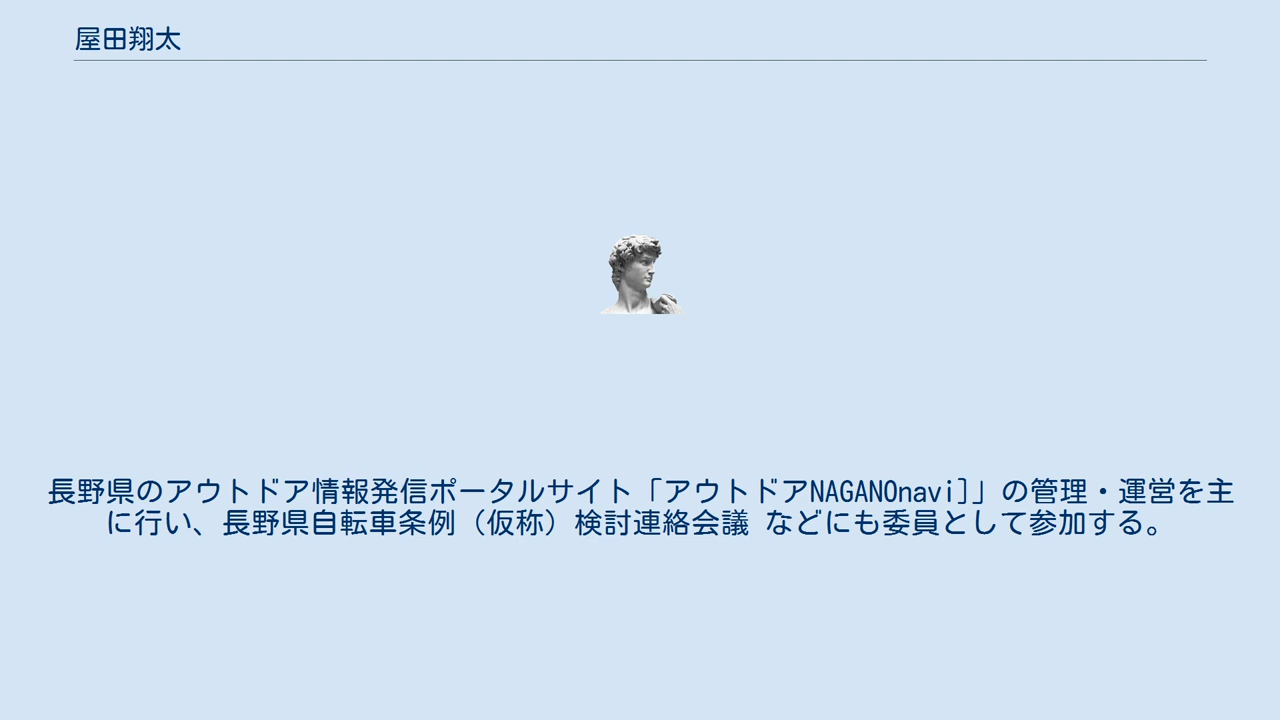 屋田翔太
長野県のアウトドア情報発信ポータルサイト「アウトドアNAGANOnavi]」の管理・運営を主
に行い、長野県自転車条例（仮称）検討連絡会議 などにも委員として参加する。